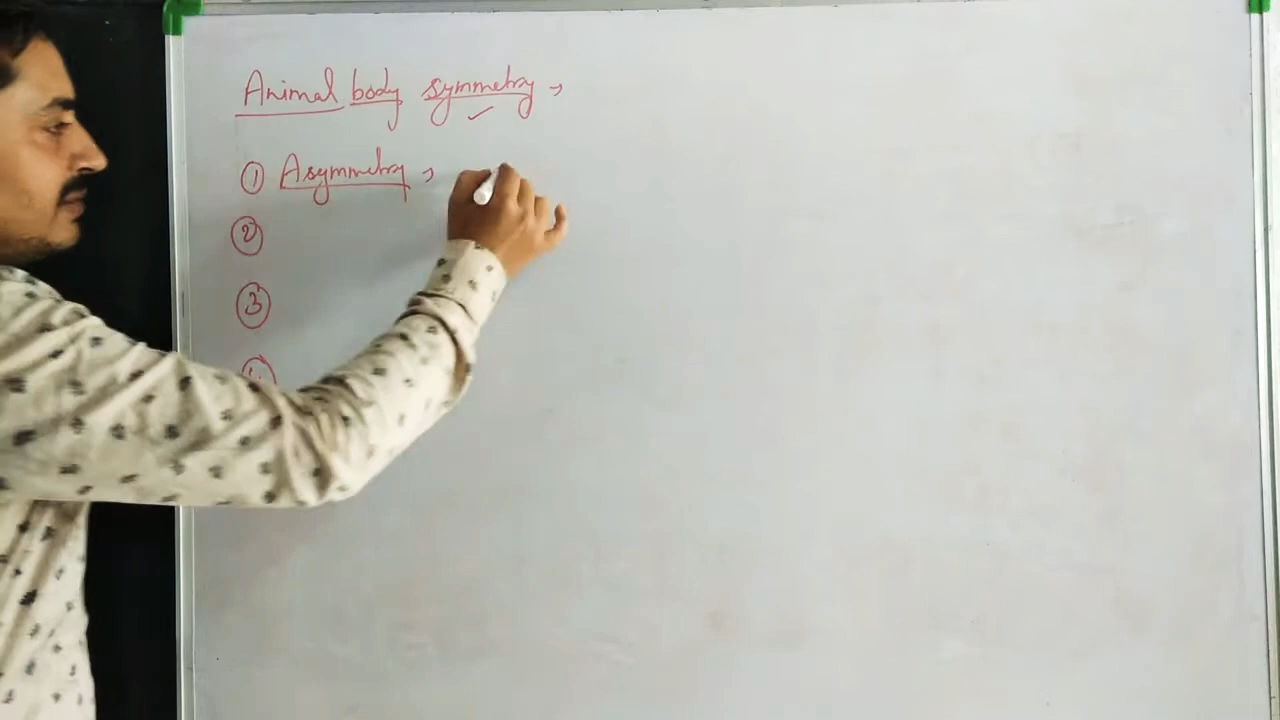 Animal body symmetry →
① Asymmetry →
②
③